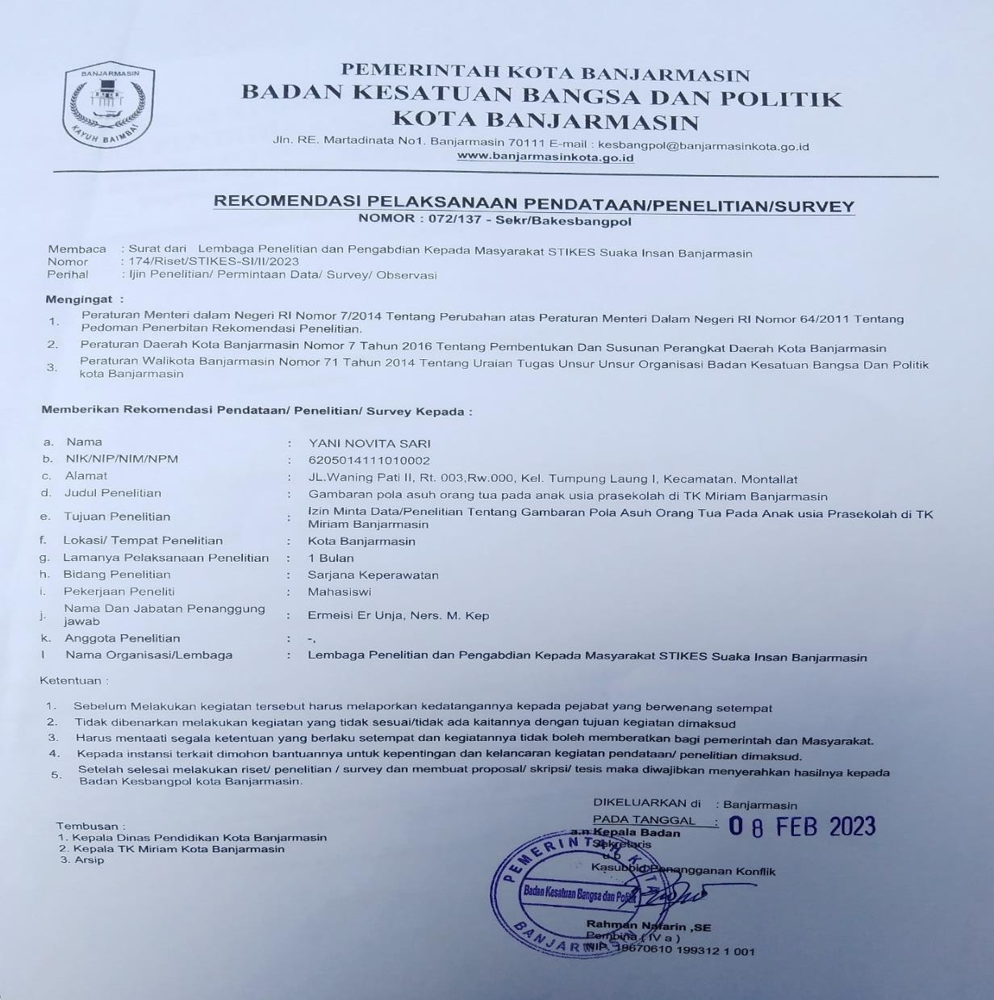 BANJARMASIN
KAYUH BAIMBAI
PEMERINTAH KOTA BANJARMASIN
BADAN KESATUAN BANGSA DAN POLITIK
KOTA BANJARMASIN
Jln. RE. Martadinata No1. Banjarmasin 70111 E-mail : kesbangpol@banjarmasinkota.go.id
www.banjarmasinkota.go.id
REKOMENDASI PELAKSANAAN PENDATAAN/PENELITIAN/SURVEY
NOMOR : 072/137 - Sekr/Bakesbangpol
Membaca : Surat dari Lembaga Penelitian dan Pengabdian Kepada Masyarakat STIKES Suaka Insan Banjarmasin
Nomor : 174/Riset/STIKES-SI/II/2023
Perihal : Ijin Penelitian/ Permintaan Data/ Survey/ Observasi
Mengingat :
1. Peraturan Menteri dalam Negeri RI Nomor 7/2014 Tentang Perubahan atas Peraturan Menteri Dalam Negeri RI Nomor 64/2011 Tentang
Pedoman Penerbitan Rekomendasi Penelitian.
2. Peraturan Daerah Kota Banjarmasin Nomor 7 Tahun 2016 Tentang Pembentukan Dan Susunan Perangkat Daerah Kota Banjarmasin
3. Peraturan Walikota Banjarmasin Nomor 71 Tahun 2014 Tentang Uraian Tugas Unsur Unsur Organisasi Badan Kesatuan Bangsa Dan Politik
kota Banjarmasin
Memberikan Rekomendasi Pendataan/ Penelitian/ Survey Kepada :
a. Nama : YANI NOVITA SARI
b. NIK/NIP/NIM/NPM : 6205014111010002
c. Alamat : JL.Waning Pati II, Rt. 003,Rw.000, Kel. Tumpung Laung I, Kecamatan. Montallat
d. Judul Penelitian : Gambaran pola asuh orang tua pada anak usia prasekolah di TK Miriam Banjarmasin
e. Tujuan Penelitian : Izin Minta Data/Penelitian Tentang Gambaran Pola Asuh Orang Tua Pada Anak usia Prasekolah di TK
Miriam Banjarmasin
f. Lokasi/ Tempat Penelitian : Kota Banjarmasin
g. Lamanya Pelaksanaan Penelitian : 1 Bulan
h. Bidang Penelitian : Sarjana Keperawatan
i. Pekerjaan Peneliti : Mahasiswi
j. Nama Dan Jabatan Penanggung
jawab : Ermeisi Er Unja, Ners. M. Kep
k. Anggota Penelitian : -,
l Nama Organisasi/Lembaga : Lembaga Penelitian dan Pengabdian Kepada Masyarakat STIKES Suaka Insan Banjarmasin
Ketentuan :
1. Sebelum Melakukan kegiatan tersebut harus melaporkan kedatangannya kepada pejabat yang berwenang setempat
2. Tidak dibenarkan melakukan kegiatan yang tidak sesuai/tidak ada kaitannya dengan tujuan kegiatan dimaksud
3. Harus mentaati segala ketentuan yang berlaku setempat dan kegiatannya tidak boleh memberatkan bagi pemerintah dan Masyarakat.
4. Kepada instansi terkait dimohon bantuannya untuk kepentingan dan kelancaran kegiatan pendataan/ penelitian dimaksud.
5. Setelah selesai melakukan riset/ penelitian / survey dan membuat proposal/ skripsi/ tesis maka diwajibkan menyerahkan hasilnya kepada
Badan Kesbangpol kota Banjarmasin.
DIKELUARKAN di : Banjarmasin
PADA TANGGAL : 08 FEB 2023
Tembusan :
1. Kepala Dinas Pendidikan Kota Banjarmasin
2. Kepala TK Miriam Kota Banjarmasin
3. Arsip
a.n Kepala Badan
Sekretaris
u.b
Kasubbid Penangganan Konflik
PEMERINTAH KOTA
Badan Kesatuan Bangsa dan Politik
BANJARMASIN
Rahman Nafarin ,SE
Pembina ( IV a )
NIP. 19670610 199312 1 001